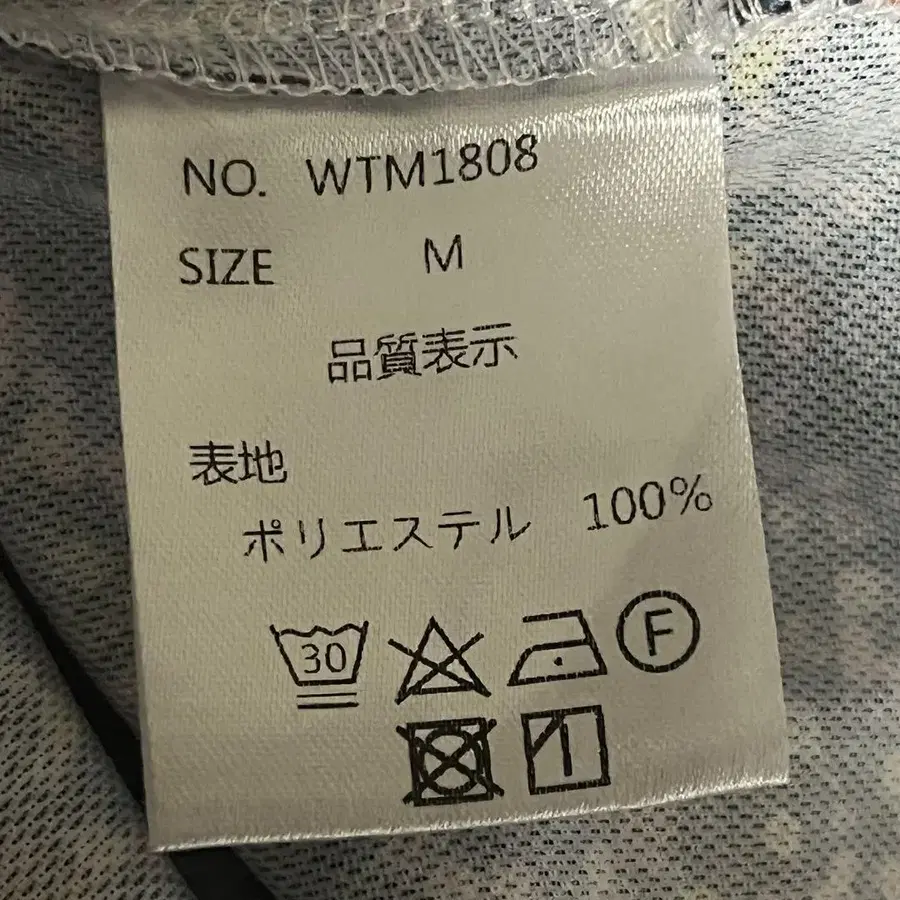 NO. WTM1808
SIZE M
品質表示
表地
ポリエステル 100%
30
F